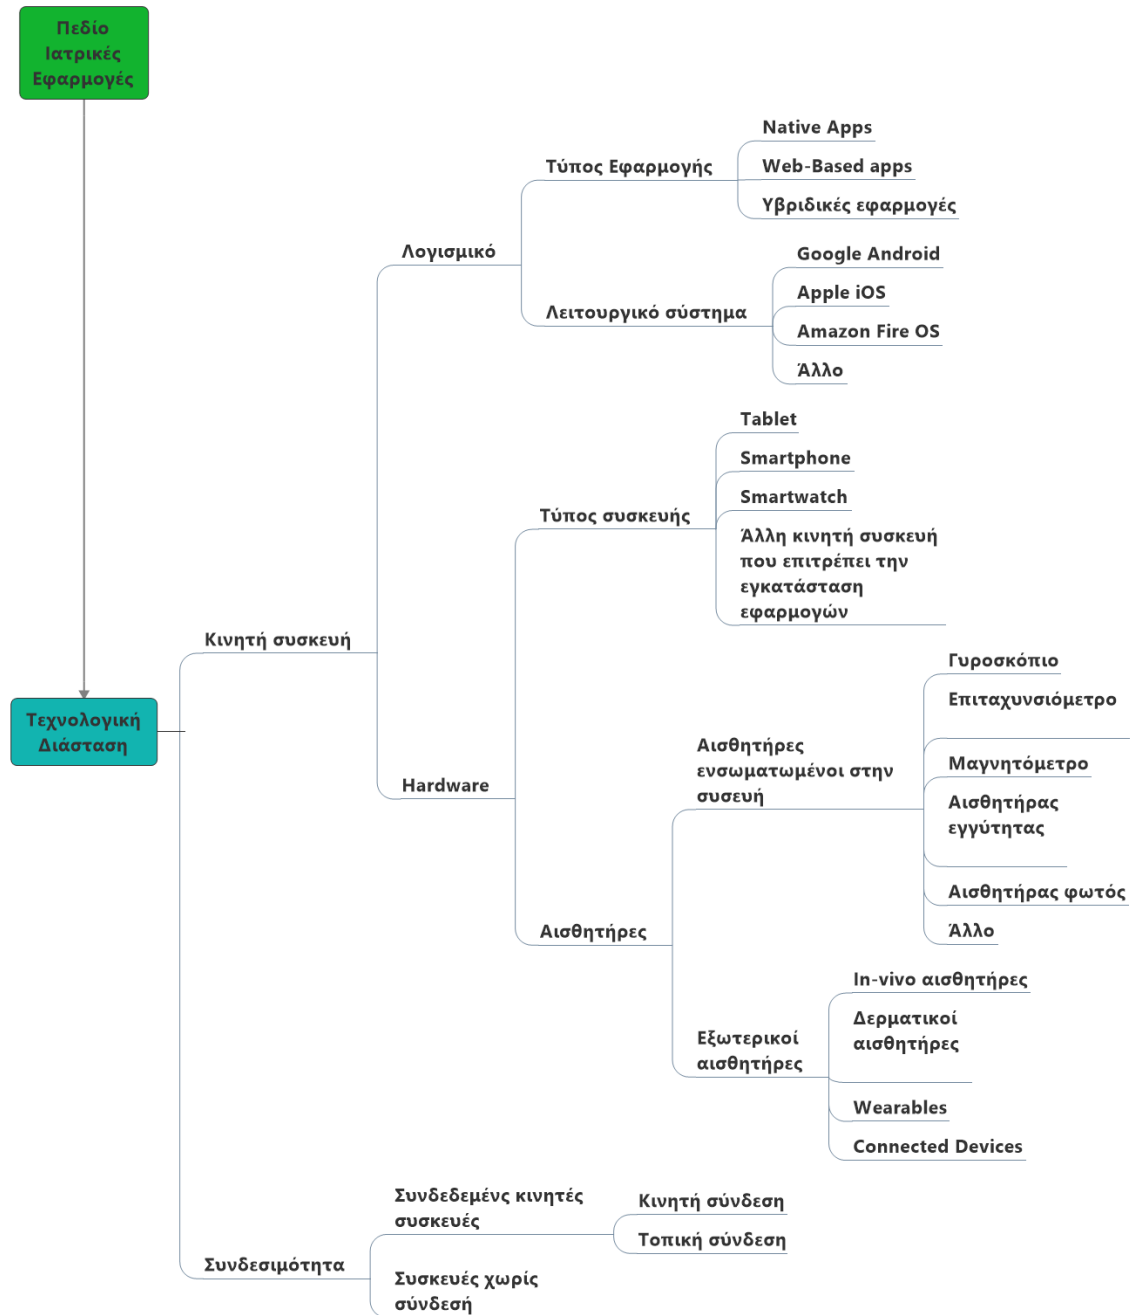 Πεδίο
Ιατρικές
Εφαρμογές
Native Apps
Τύπος Εφαρμογής
Web-Based apps
Υβριδικές εφαρμογές
Λογισμικό
Google Android
Apple iOS
Λειτουργικό σύστημα
Amazon Fire OS
Άλλο
Tablet
Smartphone
Smartwatch
Τύπος συσκευής
Άλλη κινητή συσκευή
που επιτρέπει την
εγκατάσταση
εφαρμογών
Κινητή συσκευή
Τεχνολογική
Διάσταση
Hardware
Γυροσκόπιο
Επιταχυνσιόμετρο
Αισθητήρες
ενσωματωμένοι στην
συσευή
Μαγνητόμετρο
Αισθητήρας
εγγύτητας
Αισθητήρας φωτός
Άλλο
Αισθητήρες
In-vivo αισθητήρες
Δερματικοί
αισθητήρες
Εξωτερικοί
αισθητήρες
Wearables
Connected Devices
Συνδεδεμένς κινητές
συσκευές
Κινητή σύνδεση
Τοπική σύνδεση
Συνδεσιμότητα
Συσκευές χωρίς
σύνδεσή